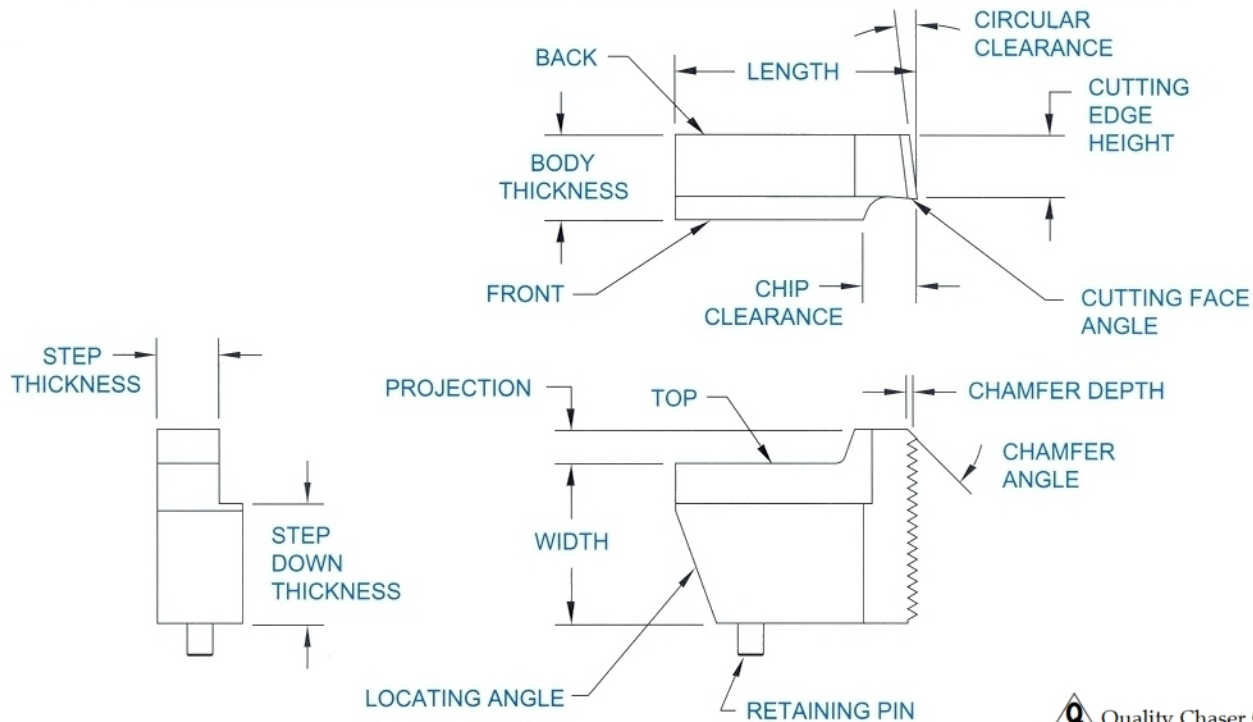 CIRCULAR
CLEARANCE
BACK
LENGTH
CUTTING
EDGE
HEIGHT
BODY
THICKNESS
FRONT
CHIP
CLEARANCE
CUTTING FACE
ANGLE
STEP
THICKNESS
PROJECTION
TOP
CHAMFER DEPTH
CHAMFER
ANGLE
STEP
DOWN
THICKNESS
WIDTH
LOCATING ANGLE
RETAINING PIN
Q Quality Chaser